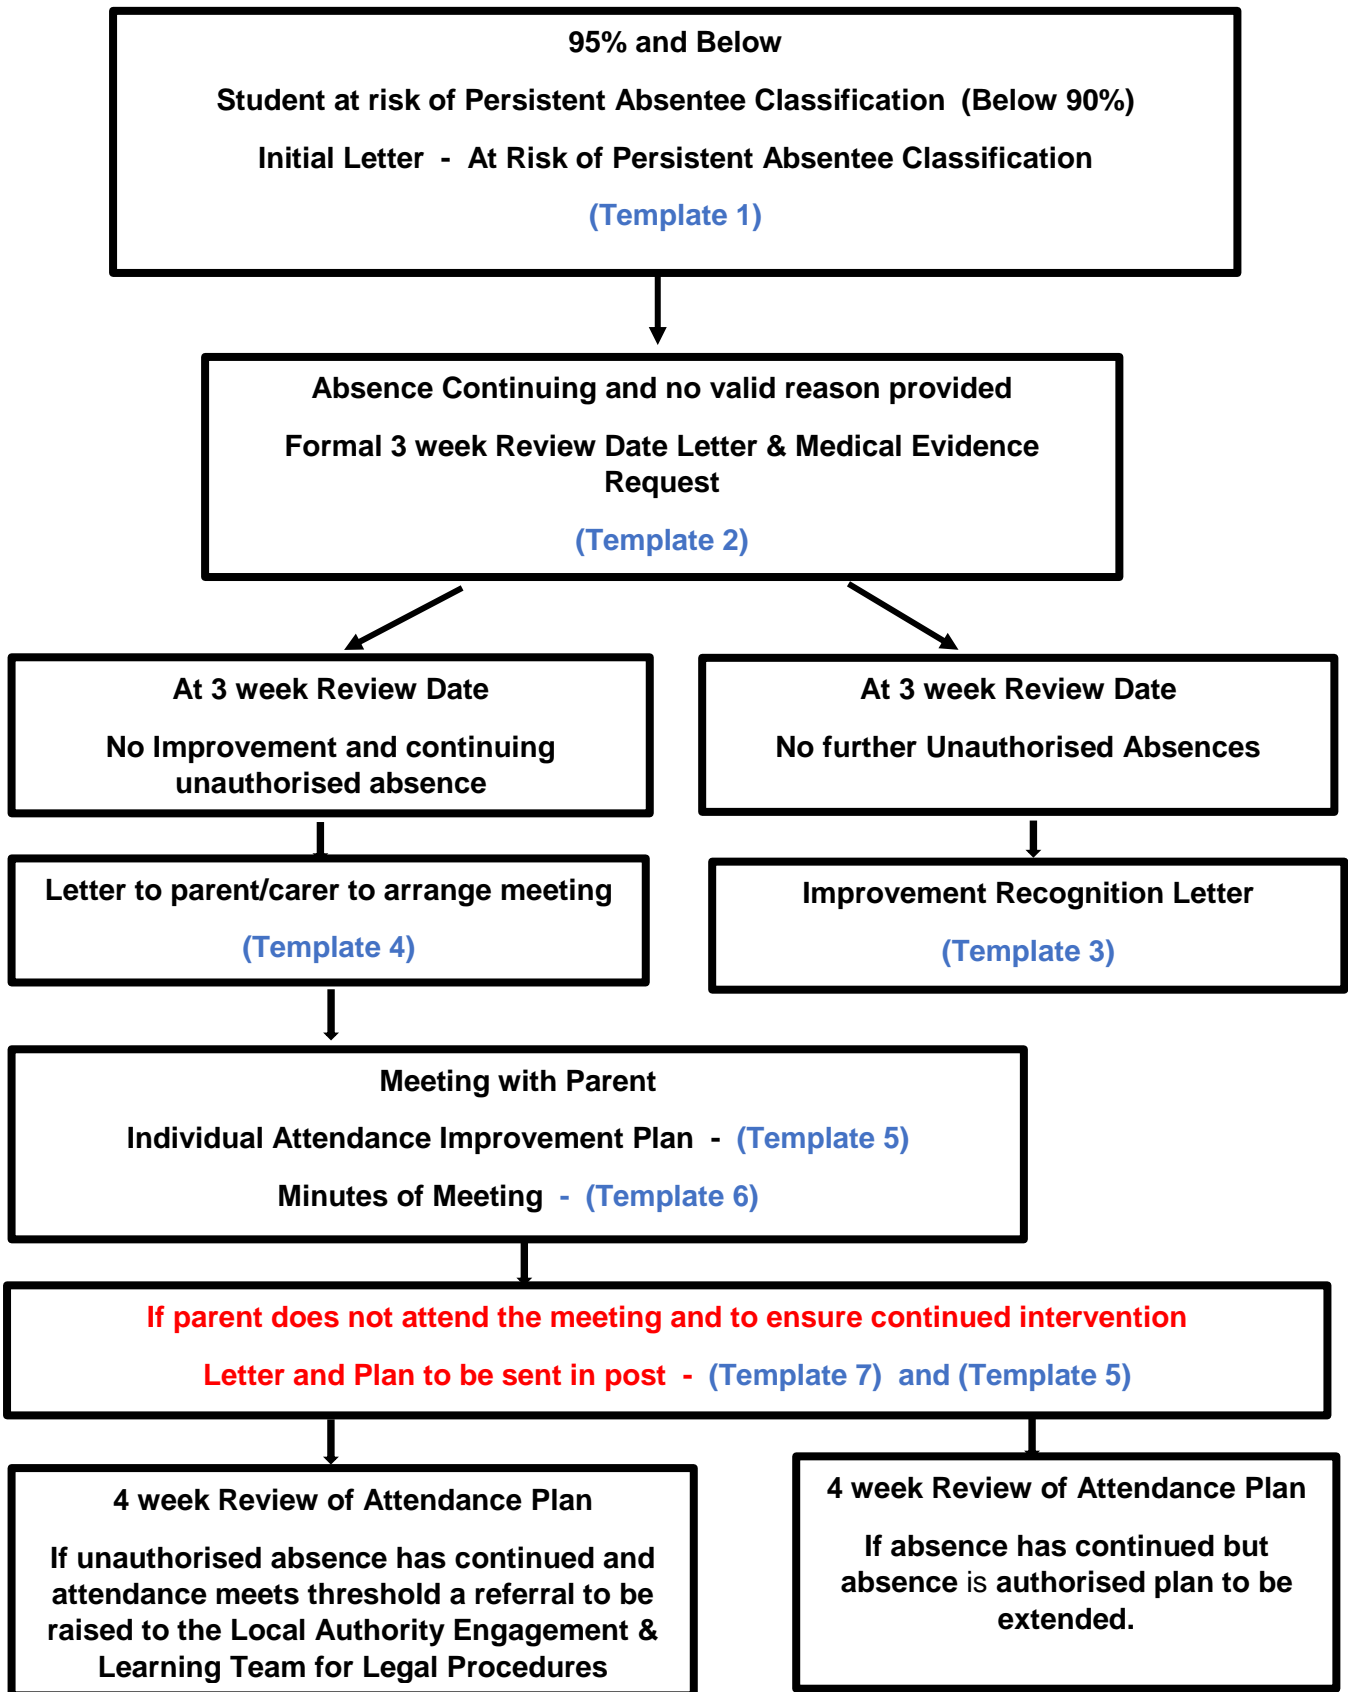 95% and Below
Student at risk of Persistent Absentee Classification (Below 90%)
Initial Letter - At Risk of Persistent Absentee Classification
(Template 1)
Absence Continuing and no valid reason provided
Formal 3 week Review Date Letter & Medical Evidence
Request
(Template 2)
At 3 week Review Date
No Improvement and continuing
unauthorised absence
At 3 week Review Date
No further Unauthorised Absences
Letter to parent/carer to arrange meeting
(Template 4)
Improvement Recognition Letter
(Template 3)
Meeting with Parent
Individual Attendance Improvement Plan - (Template 5)
Minutes of Meeting - (Template 6)
If parent does not attend the meeting and to ensure continued intervention
Letter and Plan to be sent in post - (Template 7) and (Template 5)
4 week Review of Attendance Plan
If unauthorised absence has continued and
attendance meets threshold a referral to be
raised to the Local Authority Engagement &
Learning Team for Legal Procedures
4 week Review of Attendance Plan
If absence has continued but
absence is authorised plan to be
extended.